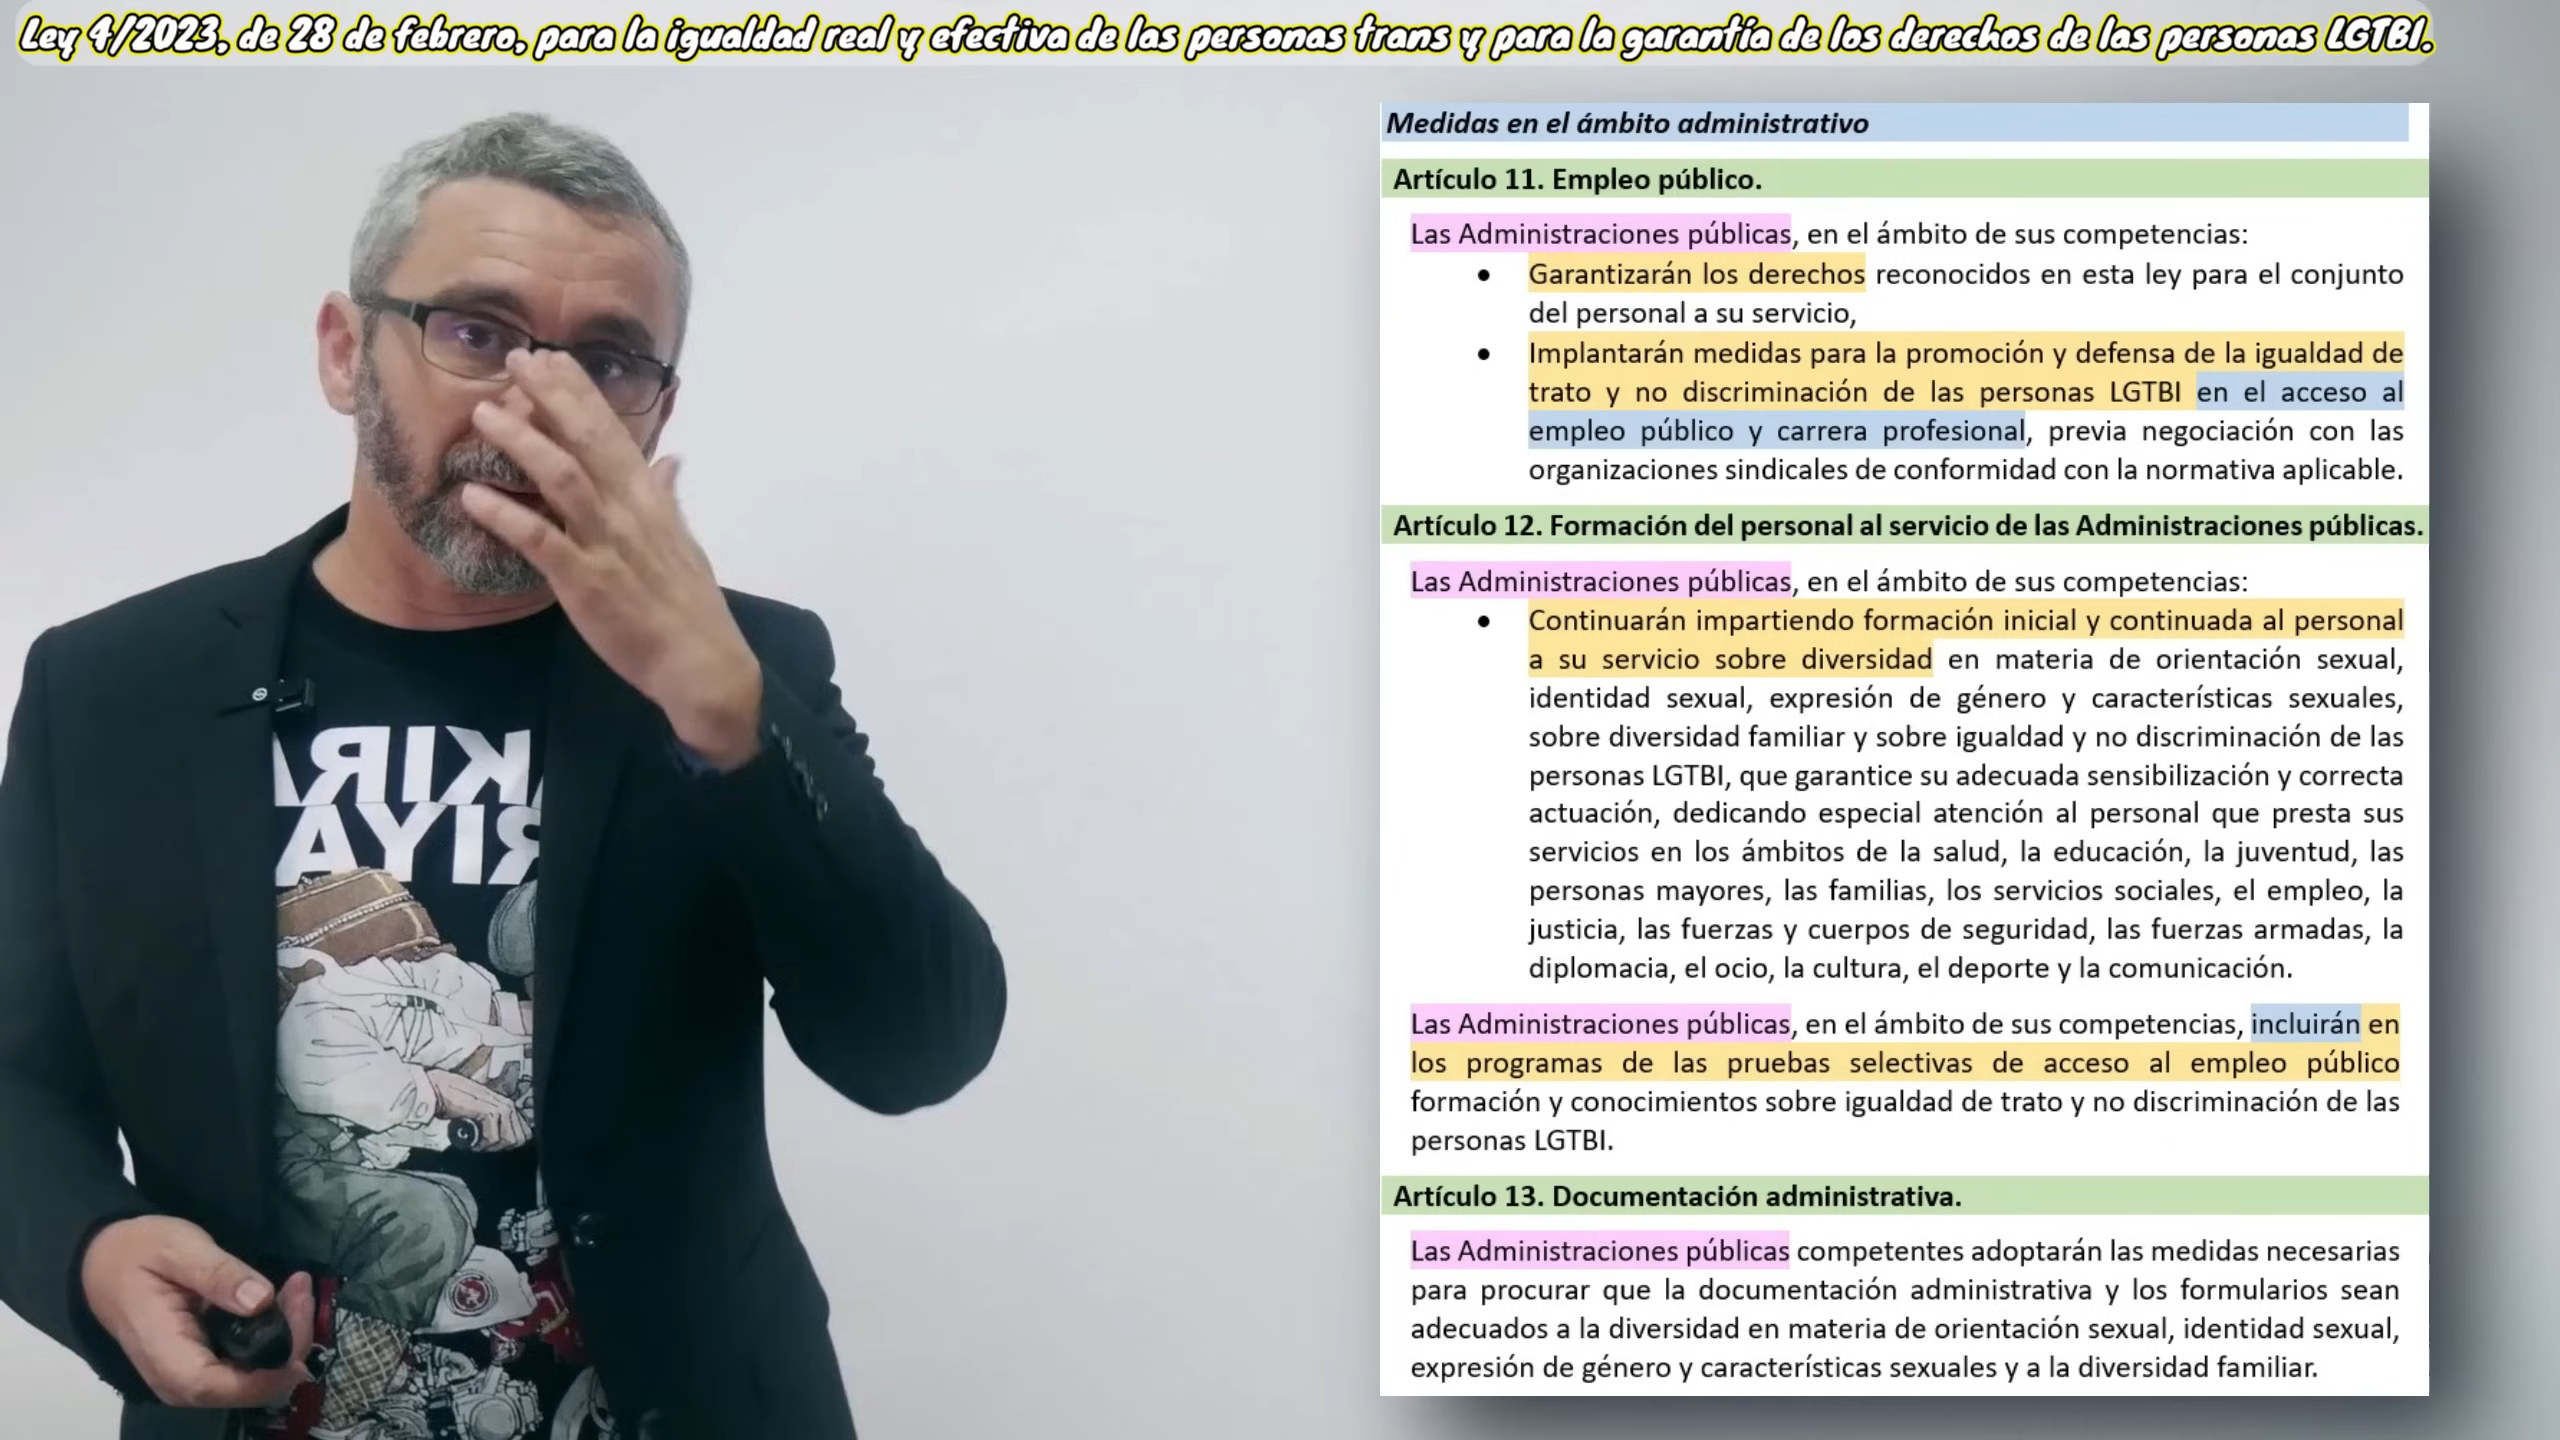 Ley 4/2023, de 28 de febrero, para la igualdad real y efectiva de las personas trans y para la garantía de los derechos de las personas LGTBI.
Medidas en el ámbito administrativo
Artículo 11. Empleo público.
Las Administraciones públicas, en el ámbito de sus competencias:
• Garantizarán los derechos reconocidos en esta ley para el conjunto
del personal a su servicio,
• Implantarán medidas para la promoción y defensa de la igualdad de
trato y no discriminación de las personas LGTBI en el acceso al
empleo público y carrera profesional, previa negociación con las
organizaciones sindicales de conformidad con la normativa aplicable.
Artículo 12. Formación del personal al servicio de las Administraciones públicas.
Las Administraciones públicas, en el ámbito de sus competencias:
• Continuarán impartiendo formación inicial y continuada al personal
a su servicio sobre diversidad en materia de orientación sexual,
identidad sexual, expresión de género y características sexuales,
sobre diversidad familiar y sobre igualdad y no discriminación de las
personas LGTBI, que garantice su adecuada sensibilización y correcta
actuación, dedicando especial atención al personal que presta sus
servicios en los ámbitos de la salud, la educación, la juventud, las
personas mayores, las familias, los servicios sociales, el empleo, la
justicia, las fuerzas y cuerpos de seguridad, las fuerzas armadas, la
diplomacia, el ocio, la cultura, el deporte y la comunicación.
Las Administraciones públicas, en el ámbito de sus competencias, incluirán en
los programas de las pruebas selectivas de acceso al empleo público
formación y conocimientos sobre igualdad de trato y no discriminación de las
personas LGTBI.
Artículo 13. Documentación administrativa.
Las Administraciones públicas competentes adoptarán las medidas necesarias
para procurar que la documentación administrativa y los formularios sean
adecuados a la diversidad en materia de orientación sexual, identidad sexual,
expresión de género y características sexuales y a la diversidad familiar.